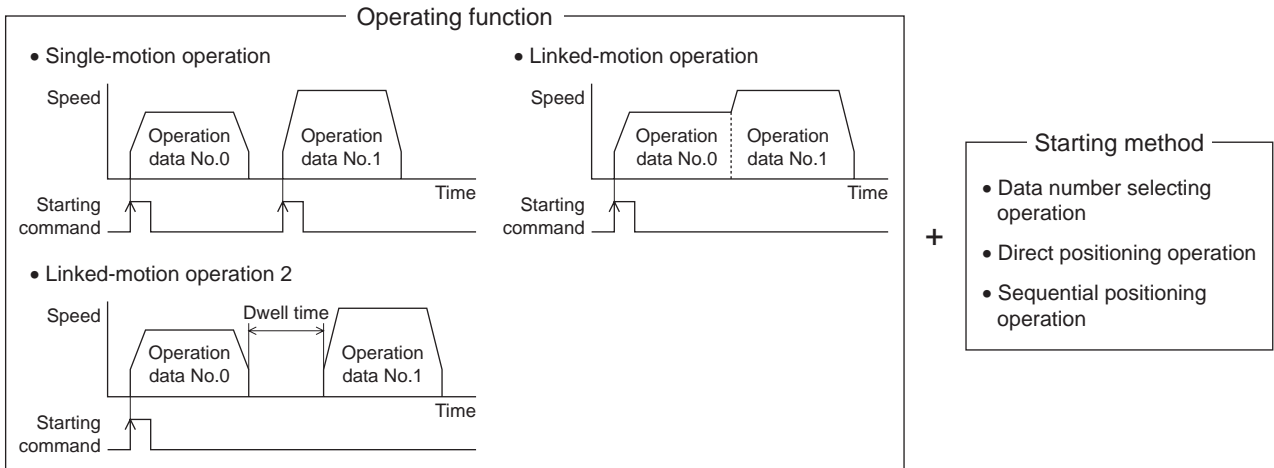 Operating function
• Single-motion operation
Speed
Operation
data No.0
Operation
data No.1
Time
Starting
command
• Linked-motion operation
Speed
Operation
data No.0
Operation
data No.1
Time
Starting
command
• Linked-motion operation 2
Speed
Dwell time
Operation
data No.0
Operation
data No.1
Time
Starting
command
+
Starting method
• Data number selecting
operation
• Direct positioning operation
• Sequential positioning
operation